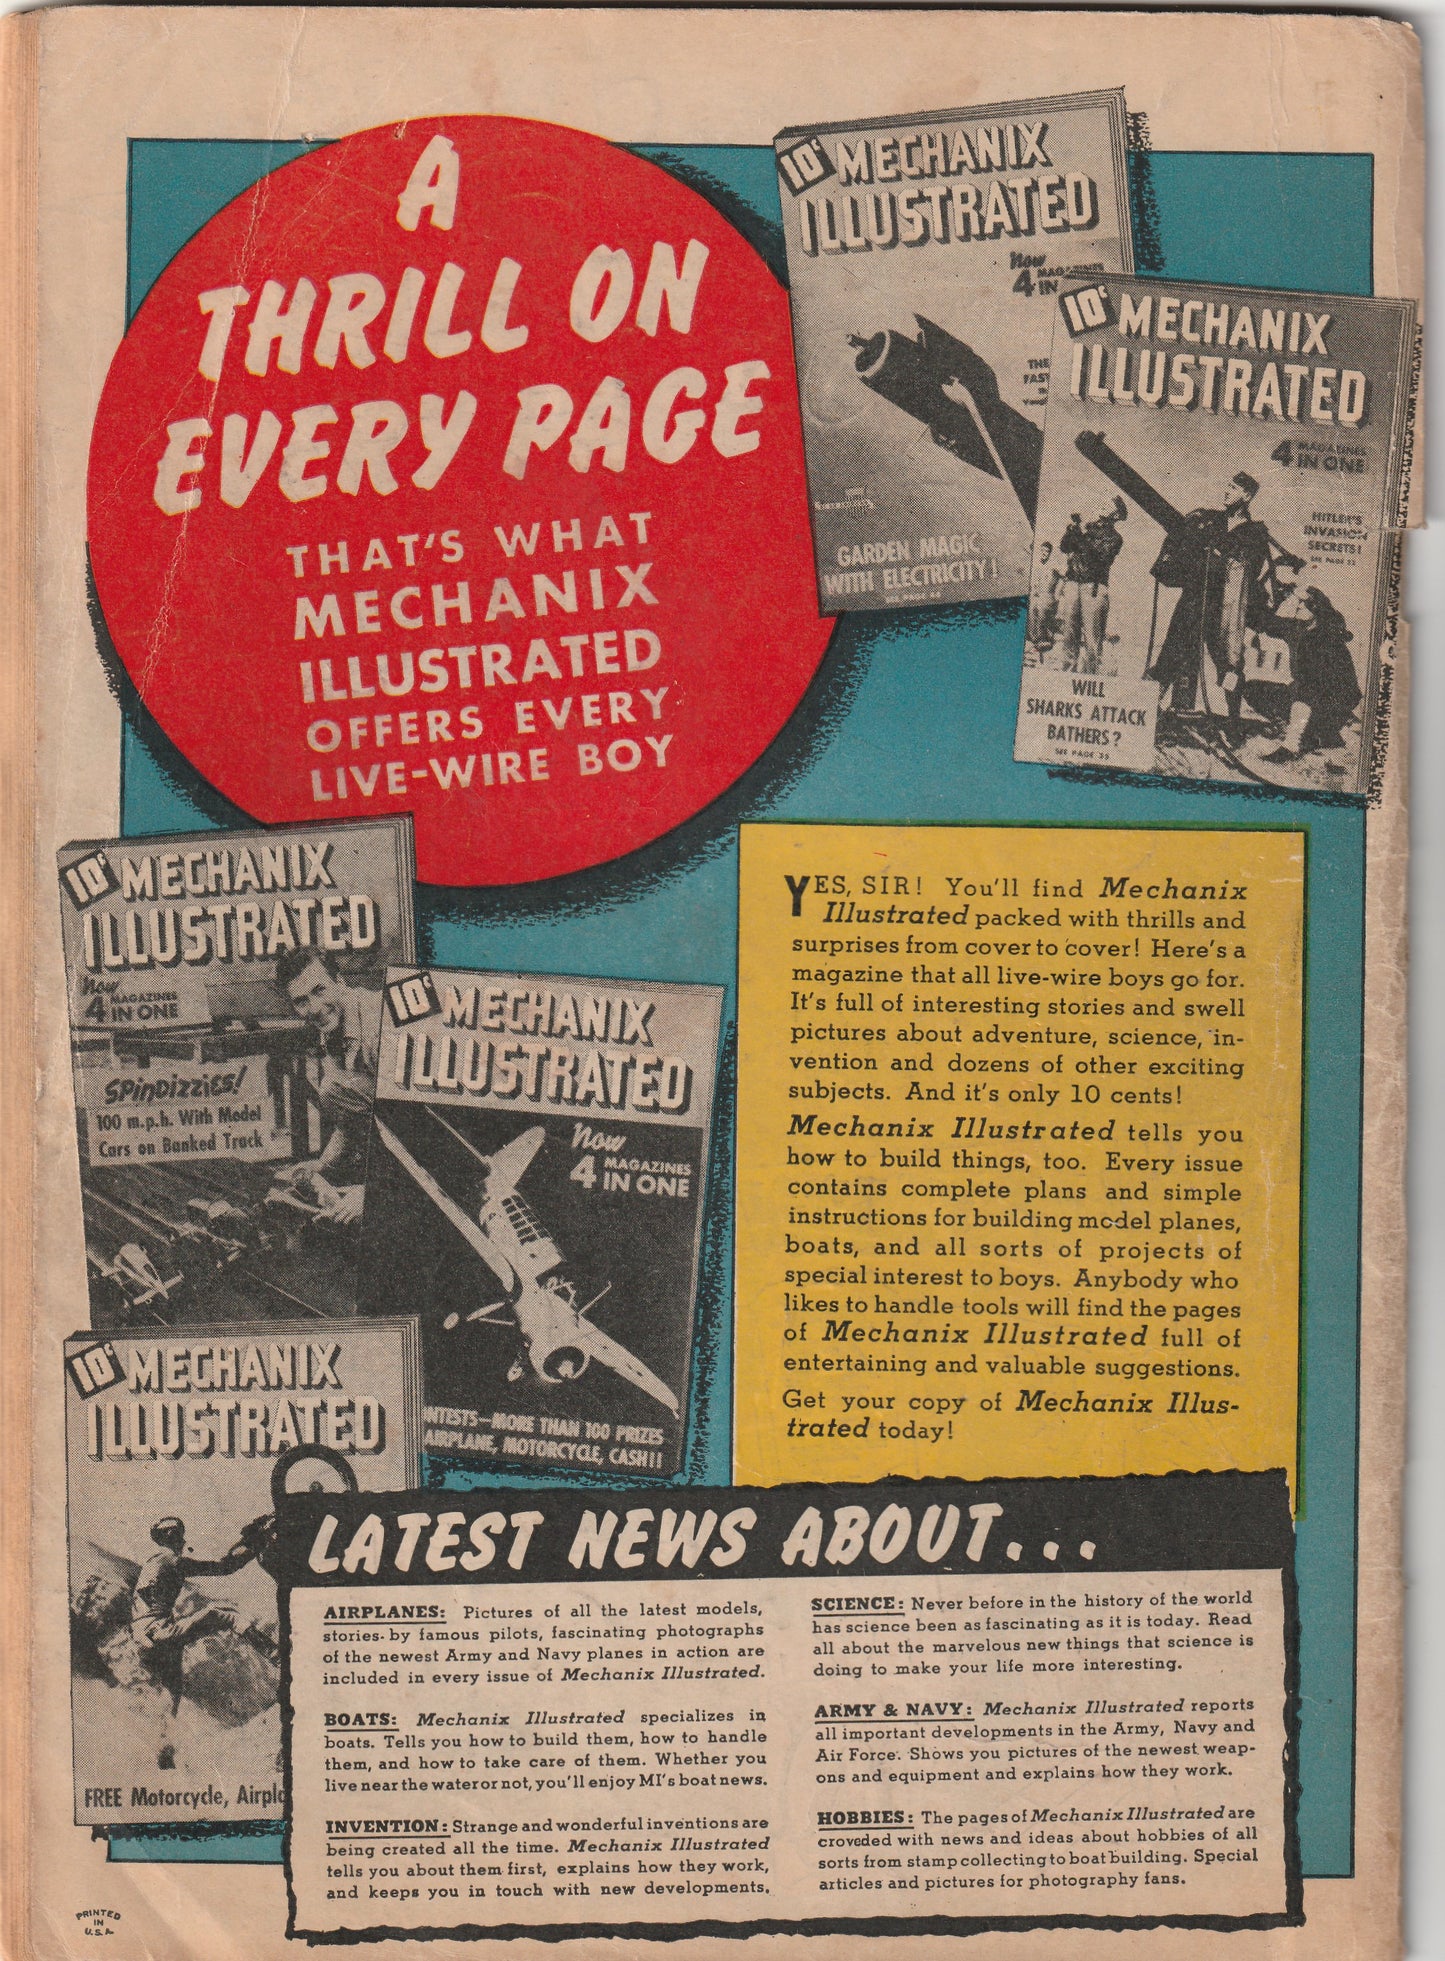 A
THRILL ON
EVERY PAGE
THAT'S WHAT
MECHANIX
ILLUSTRATED
OFFERS EVERY
LIVE-WIRE BOY
10¢ MECHANIX
ILLUSTRATED
Now
4 MAGAZINES
IN
THE
FAST
GARDEN MAGIC
WITH ELECTRICITY!
10¢ MECHANIX
ILLUSTRATED
4 MAGAZINES
IN ONE
HITLER'S
INVASION
SECRETS!
SEE PAGE
WILL
SHARKS ATTACK
BATHERS?
SEE PAGE 35
10¢ MECHANIX
ILLUSTRATED
Now
4 MAGAZINES
IN ONE
SPINDIZZIES!
100 m.p.h. With Model
Cars on Banked Track
10¢ MECHANIX
ILLUSTRATED
Now
4 MAGAZINES
IN ONE
NTESTS—MORE THAN 100 PRIZES
AIRPLANE, MOTORCYCLE, CASH!!
10¢ MECHANIX
ILLUSTRATED
FREE Motorcycle, Airpla
YES, SIR! You'll find Mechanix
Illustrated packed with thrills and
surprises from cover to cover! Here's a
magazine that all live-wire boys go for.
It's full of interesting stories and swell
pictures about adventure, science, in-
vention and dozens of other exciting
subjects. And it's only 10 cents!
Mechanix Illustrated tells you
how to build things, too. Every issue
contains complete plans and simple
instructions for building model planes,
boats, and all sorts of projects of
special interest to boys. Anybody who
likes to handle tools will find the pages
of Mechanix Illustrated full of
entertaining and valuable suggestions.
Get your copy of Mechanix Illus-
trated today!
LATEST NEWS ABOUT...
AIRPLANES: Pictures of all the latest models,
stories by famous pilots, fascinating photographs
of the newest Army and Navy planes in action are
included in every issue of Mechanix Illustrated.
BOATS: Mechanix Illustrated specializes in
boats. Tells you how to build them, how to handle
them, and how to take care of them. Whether you
live near the water or not, you'll enjoy MI's boat news.
INVENTION: Strange and wonderful inventions are
being created all the time. Mechanix Illustrated
tells you about them first, explains how they work,
and keeps you in touch with new developments.
SCIENCE: Never before in the history of the world
has science been as fascinating as it is today. Read
all about the marvelous new things that science is
doing to make your life more interesting.
ARMY & NAVY: Mechanix Illustrated reports
all important developments in the Army, Navy and
Air Force. Shows you pictures of the newest weap-
ons and equipment and explains how they work.
HOBBIES: The pages of Mechanix Illustrated are
crowded with news and ideas about hobbies of all
sorts from stamp collecting to boat building. Special
articles and pictures for photography fans.
PRINTED
IN
U.S.A.